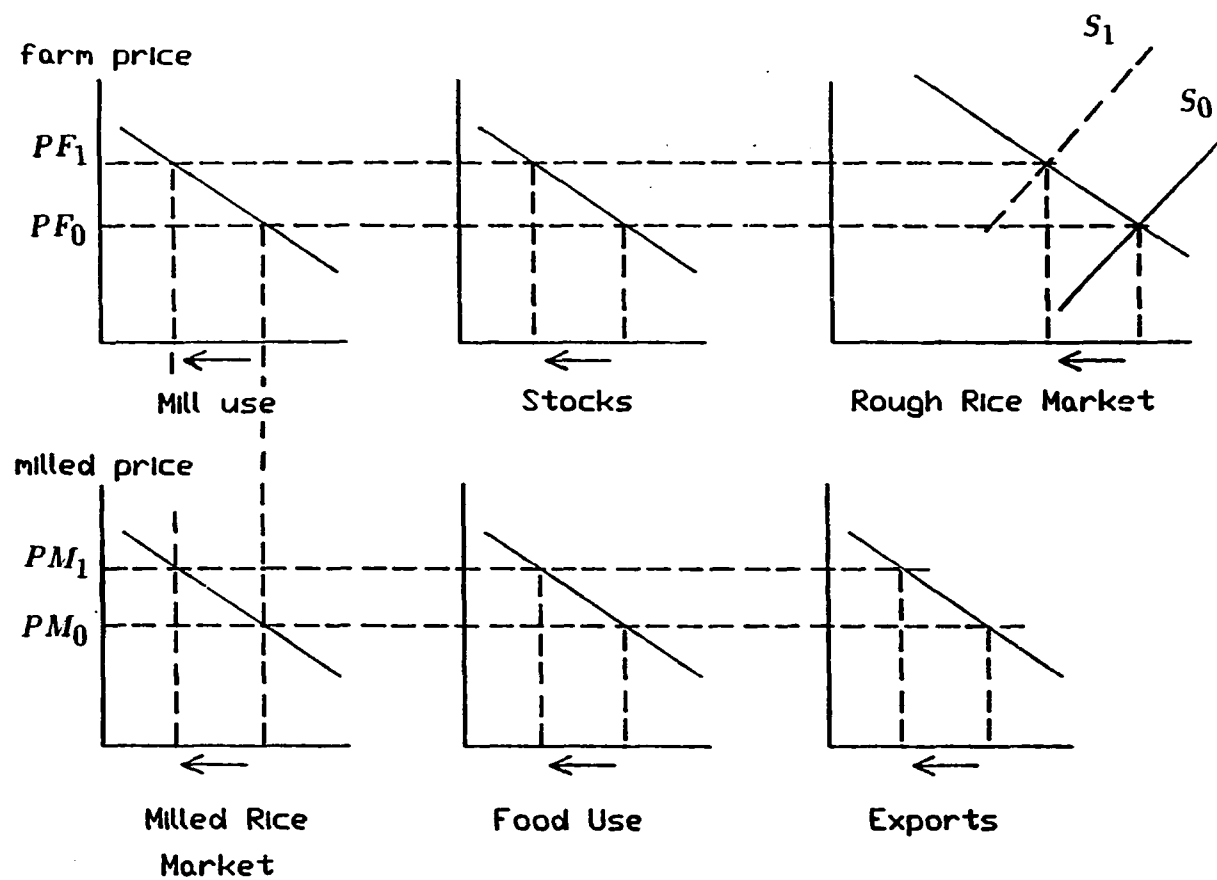 farm price
S1
S0
PF1
PF0
Mill use
Stocks
Rough Rice Market
milled price
PM1
PM0
Milled Rice
Market
Food Use
Exports